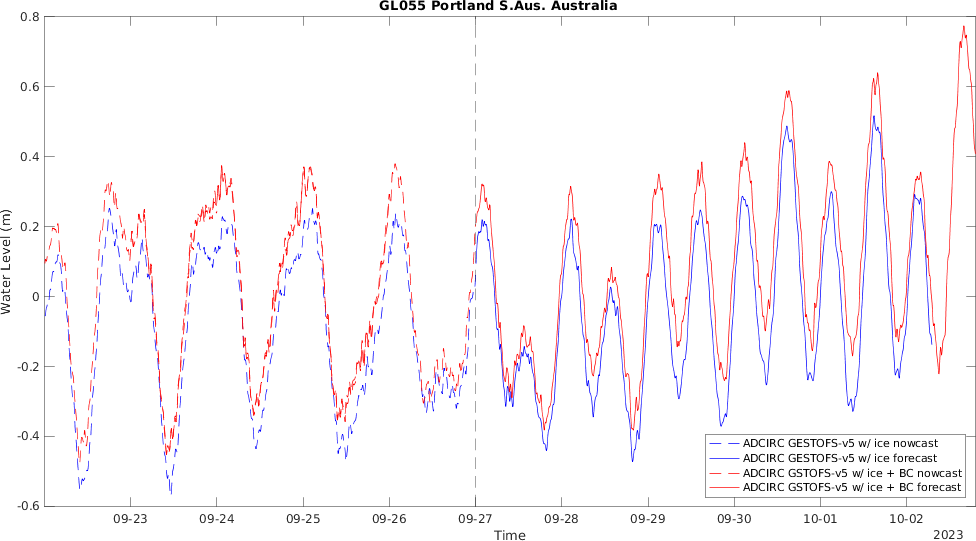 GL055 Portland S.Aus. Australia
0.8
0.6
0.4
0.2
0
-0.2
-0.4
-0.6
Water Level (m)
ADCIRC GESTOFS-v5 w/ ice nowcast
ADCIRC GESTOFS-v5 w/ ice forecast
ADCIRC GSTOFS-v5 w/ ice + BC nowcast
ADCIRC GSTOFS-v5 w/ ice + BC forecast
09-23 09-24 09-25 09-26 09-27 09-28 09-29 09-30 10-01 10-02
Time
2023